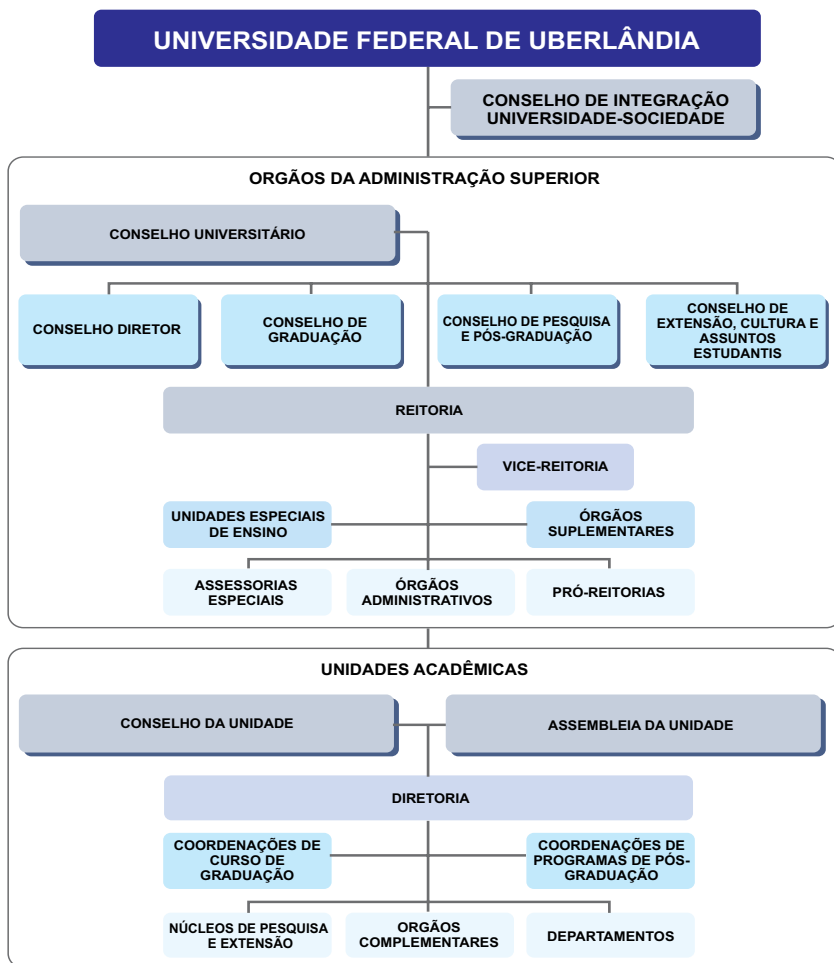 UNIVERSIDADE FEDERAL DE UBERLÂNDIA
CONSELHO DE INTEGRAÇÃO
UNIVERSIDADE-SOCIEDADE
ORGÃOS DA ADMINISTRAÇÃO SUPERIOR
CONSELHO UNIVERSITÁRIO
CONSELHO DIRETOR
CONSELHO DE
GRADUAÇÃO
CONSELHO DE PESQUISA
E PÓS-GRADUAÇÃO
CONSELHO DE
EXTENSÃO, CULTURA E
ASSUNTOS
ESTUDANTIS
REITORIA
VICE-REITORIA
UNIDADES ESPECIAIS
DE ENSINO
ÓRGÃOS
SUPLEMENTARES
ASSESSORIAS
ESPECIAIS
ÓRGÃOS
ADMINISTRATIVOS
PRÓ-REITORIAS
UNIDADES ACADÊMICAS
CONSELHO DA UNIDADE
ASSEMBLEIA DA UNIDADE
DIRETORIA
COORDENAÇÕES DE
CURSO DE
GRADUAÇÃO
COORDENAÇÕES DE
PROGRAMAS DE PÓS-
GRADUAÇÃO
NÚCLEOS DE PESQUISA
E EXTENSÃO
ORGÃOS
COMPLEMENTARES
DEPARTAMENTOS